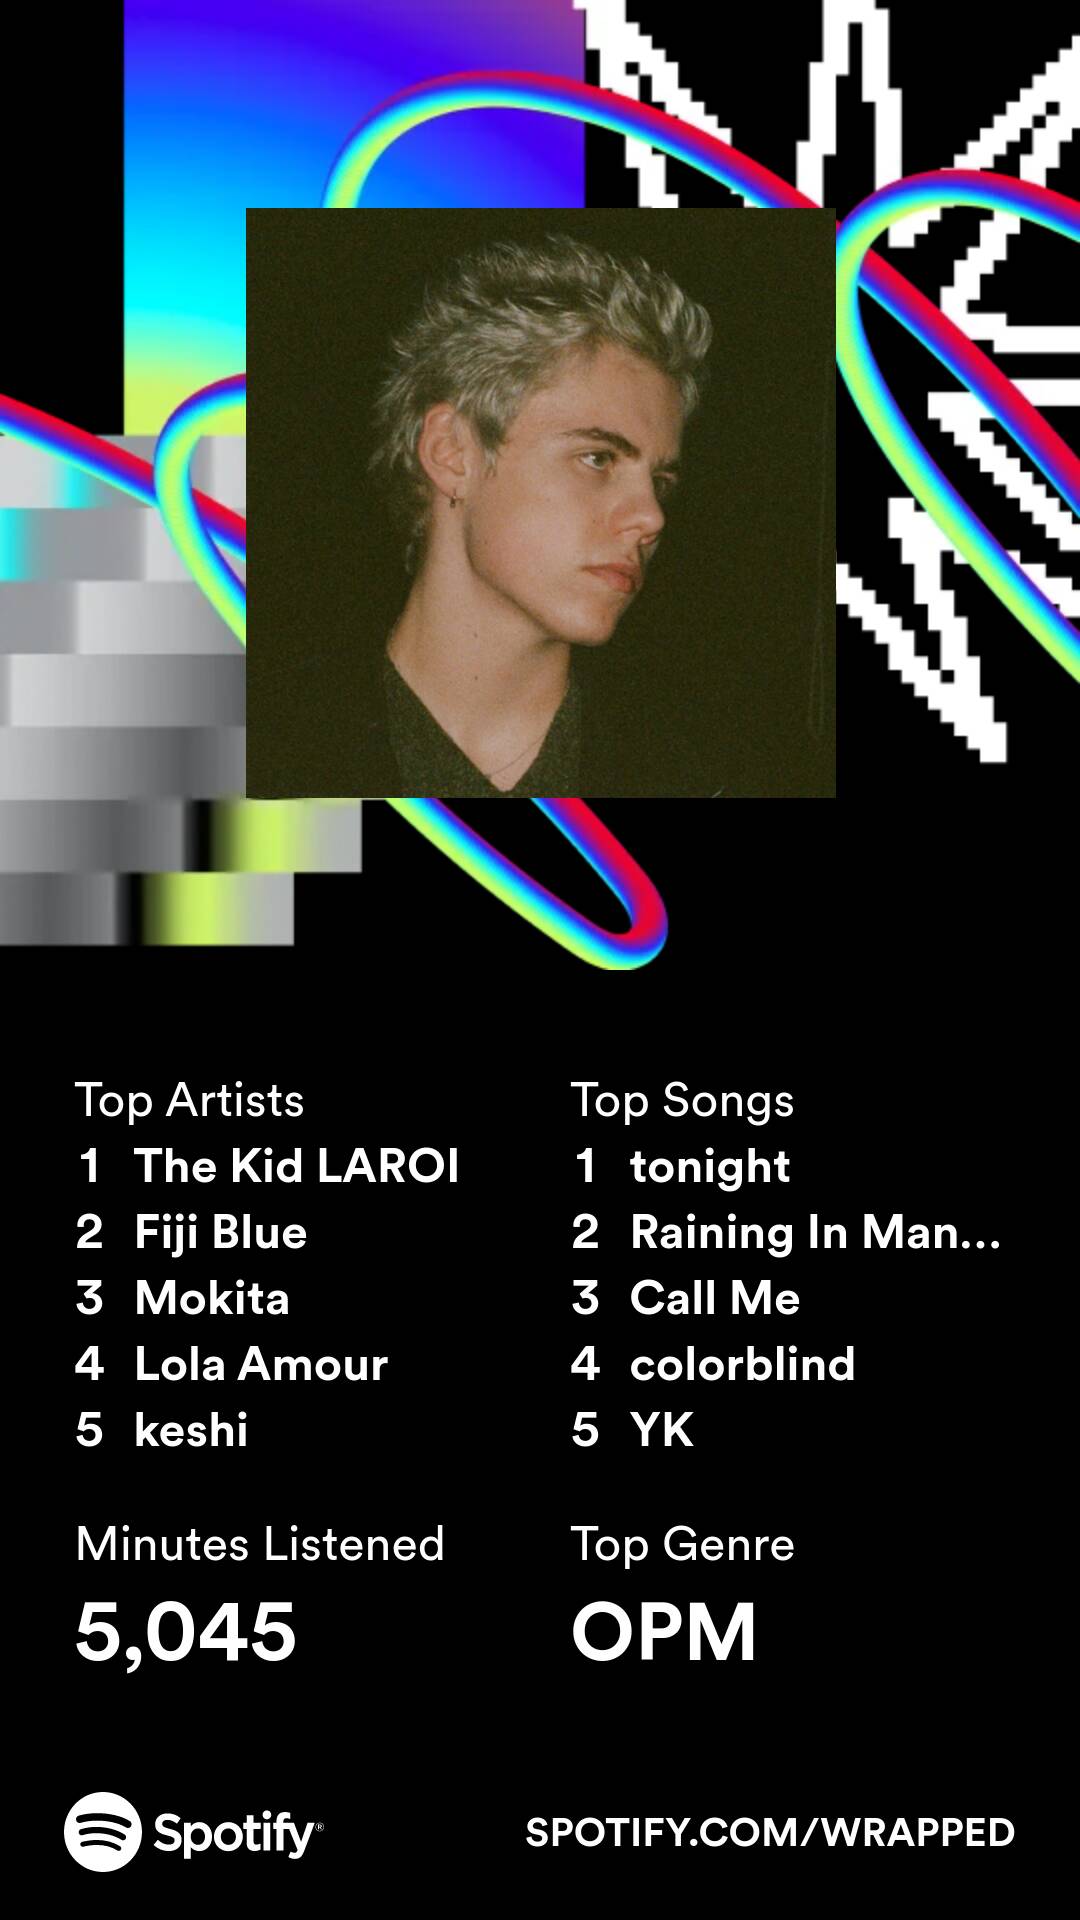 Top Artists
1 The Kid LAROI
2 Fiji Blue
3 Mokita
4 Lola Amour
5 keshi
Top Songs
1 tonight
2 Raining In Man...
3 Call Me
4 colorblind
5 YK
Minutes Listened
5,045
Top Genre
OPM
Spotify®
SPOTIFY.COM/WRAPPED